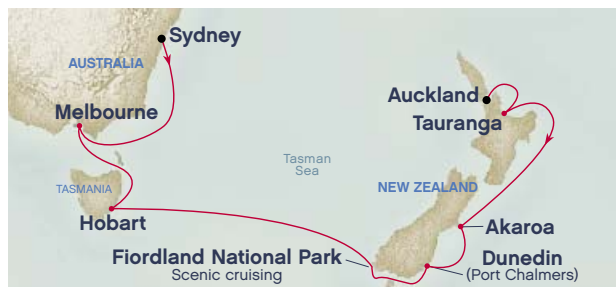 Sydney
AUSTRALIA
Auckland
Melbourne
Tauranga
Tasman
Sea
TASMANIA
NEW ZEALAND
Hobart
Akaroa
Fiordland National Park
Scenic cruising
Dunedin
(Port Chalmers)